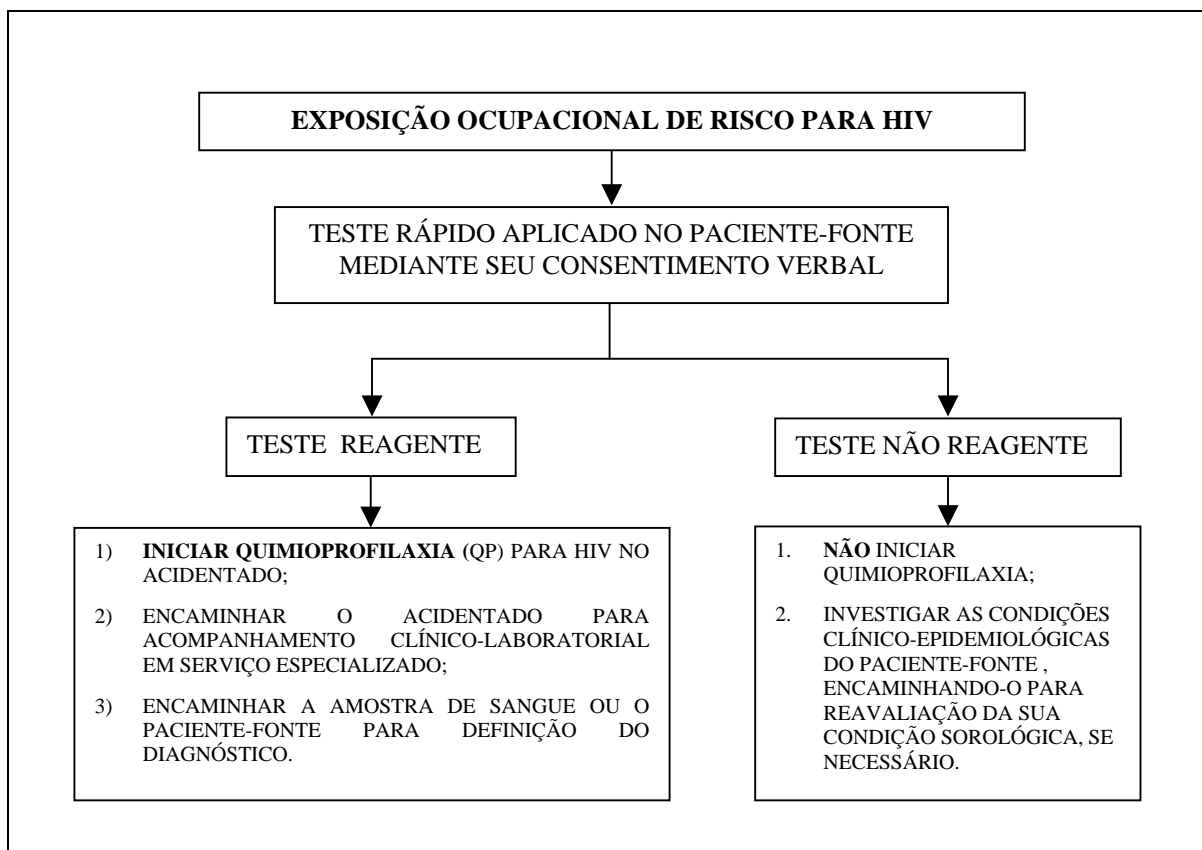 EXPOSIÇÃO OCUPACIONAL DE RISCO PARA HIV
TESTE RÁPIDO APLICADO NO PACIENTE-FONTE
MEDIANTE SEU CONSENTIMENTO VERBAL
TESTE REAGENTE
TESTE NÃO REAGENTE
1) INICIAR QUIMIOPROFILAXIA (QP) PARA HIV NO
ACIDENTADO;
2) ENCAMINHAR O ACIDENTADO PARA
ACOMPANHAMENTO CLÍNICO-LABORATORIAL
EM SERVIÇO ESPECIALIZADO;
3) ENCAMINHAR A AMOSTRA DE SANGUE OU O
PACIENTE-FONTE PARA DEFINIÇÃO DO
DIAGNÓSTICO.
1. NÃO INICIAR
QUIMIOPROFILAXIA;
2. INVESTIGAR AS CONDIÇÕES
CLÍNICO-EPIDEMIOLÓGICAS
DO PACIENTE-FONTE ,
ENCAMINHANDO-O PARA
REAVALIAÇÃO DA SUA
CONDIÇÃO SOROLÓGICA, SE
NECESSÁRIO.